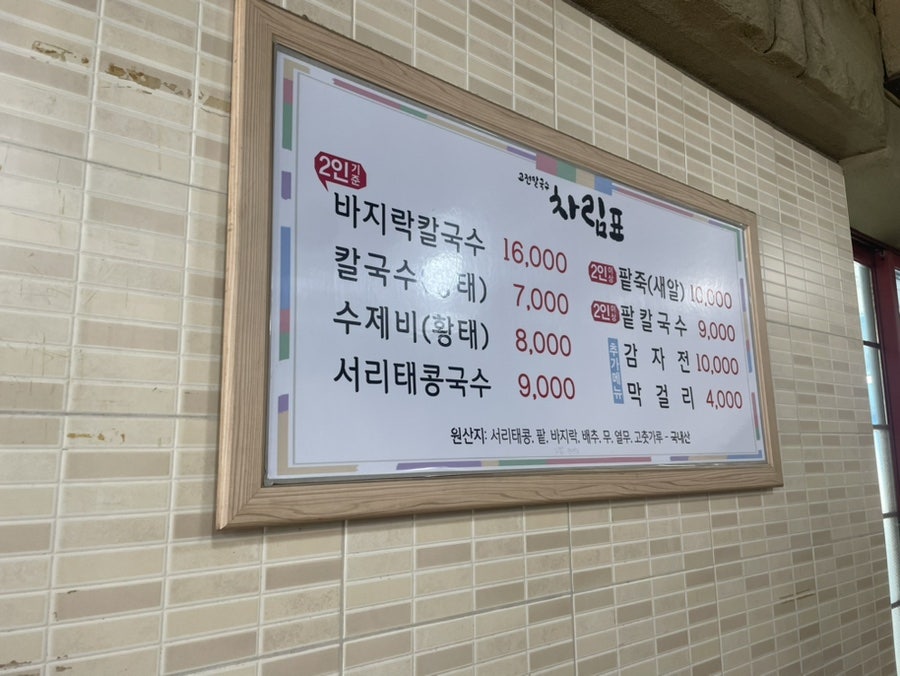 고전칼국수
차림표
2인기준
바지락칼국수 16,000
칼국수(황태) 7,000
수제비(황태) 8,000
서리태콩국수 9,000
2인이상 팥죽(새알) 10,000
2인이상 팥칼국수 9,000
추가메뉴
감자전 10,000
막걸리 4,000
원산지: 서리태콩, 팥, 바지락, 배추, 무, 열무, 고춧가루 - 국내산